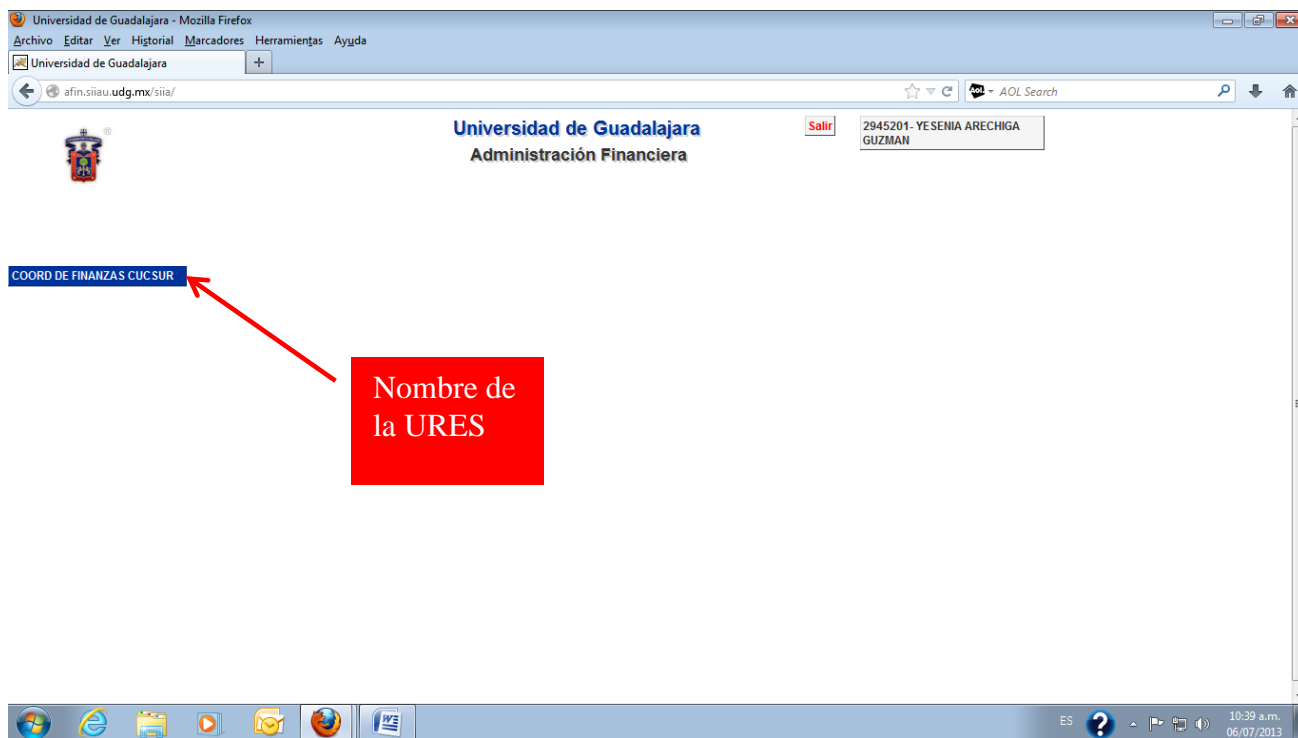 Universidad de Guadalajara - Mozilla Firefox
Archivo Editar Ver Historial Marcadores Herramientas Ayuda
Universidad de Guadalajara
afin.siiau.udg.mx/siia/
AOL Search
Universidad de Guadalajara
Administración Financiera
Salir
2945201- YESENIA ARECHIGA
GUZMAN
COORD DE FINANZAS CUCSUR
Nombre de
la URES
ES
10:39 a.m.
06/07/2013